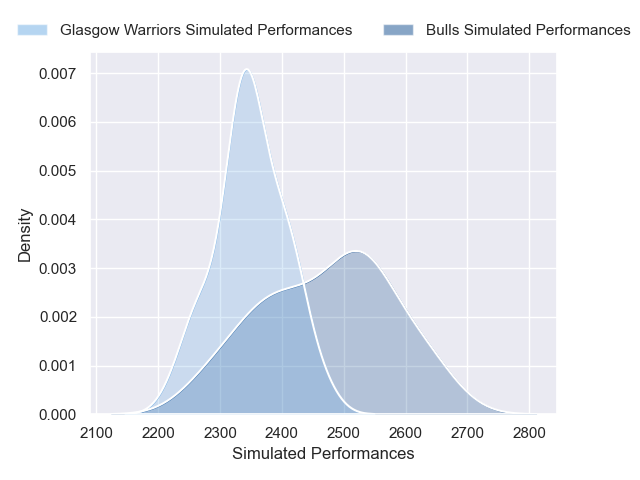 Glasgow Warriors Simulated Performances Bulls Simulated Performances
0.007
0.006
0.005
0.004
0.003
0.002
0.001
0.000
Density
2100 2200 2300 2400 2500 2600 2700 2800
Simulated Performances